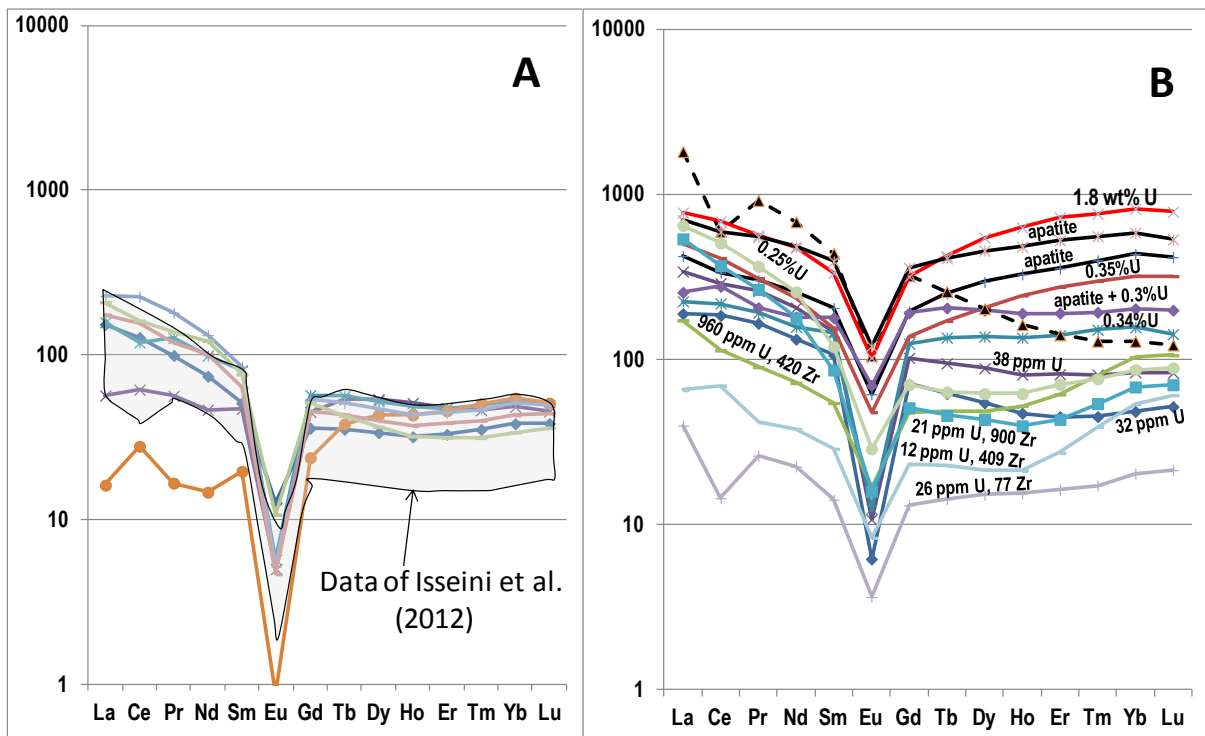 A
10000
1000
100
10
1
La Ce Pr Nd Sm Eu Gd Tb Dy Ho Er Tm Yb Lu
Data of Isseini et al.
(2012)
B
10000
1000
100
10
1
1.8 wt% U
apatite
apatite
0.25%U
0.35%U
apatite + 0.3%U
0.34%U
960 ppm U, 420 Zr
38 ppm U
32 ppm U
21 ppm U, 900 Zr
12 ppm U, 409 Zr
26 ppm U, 77 Zr
La Ce Pr Nd Sm Eu Gd Tb Dy Ho Er Tm Yb Lu